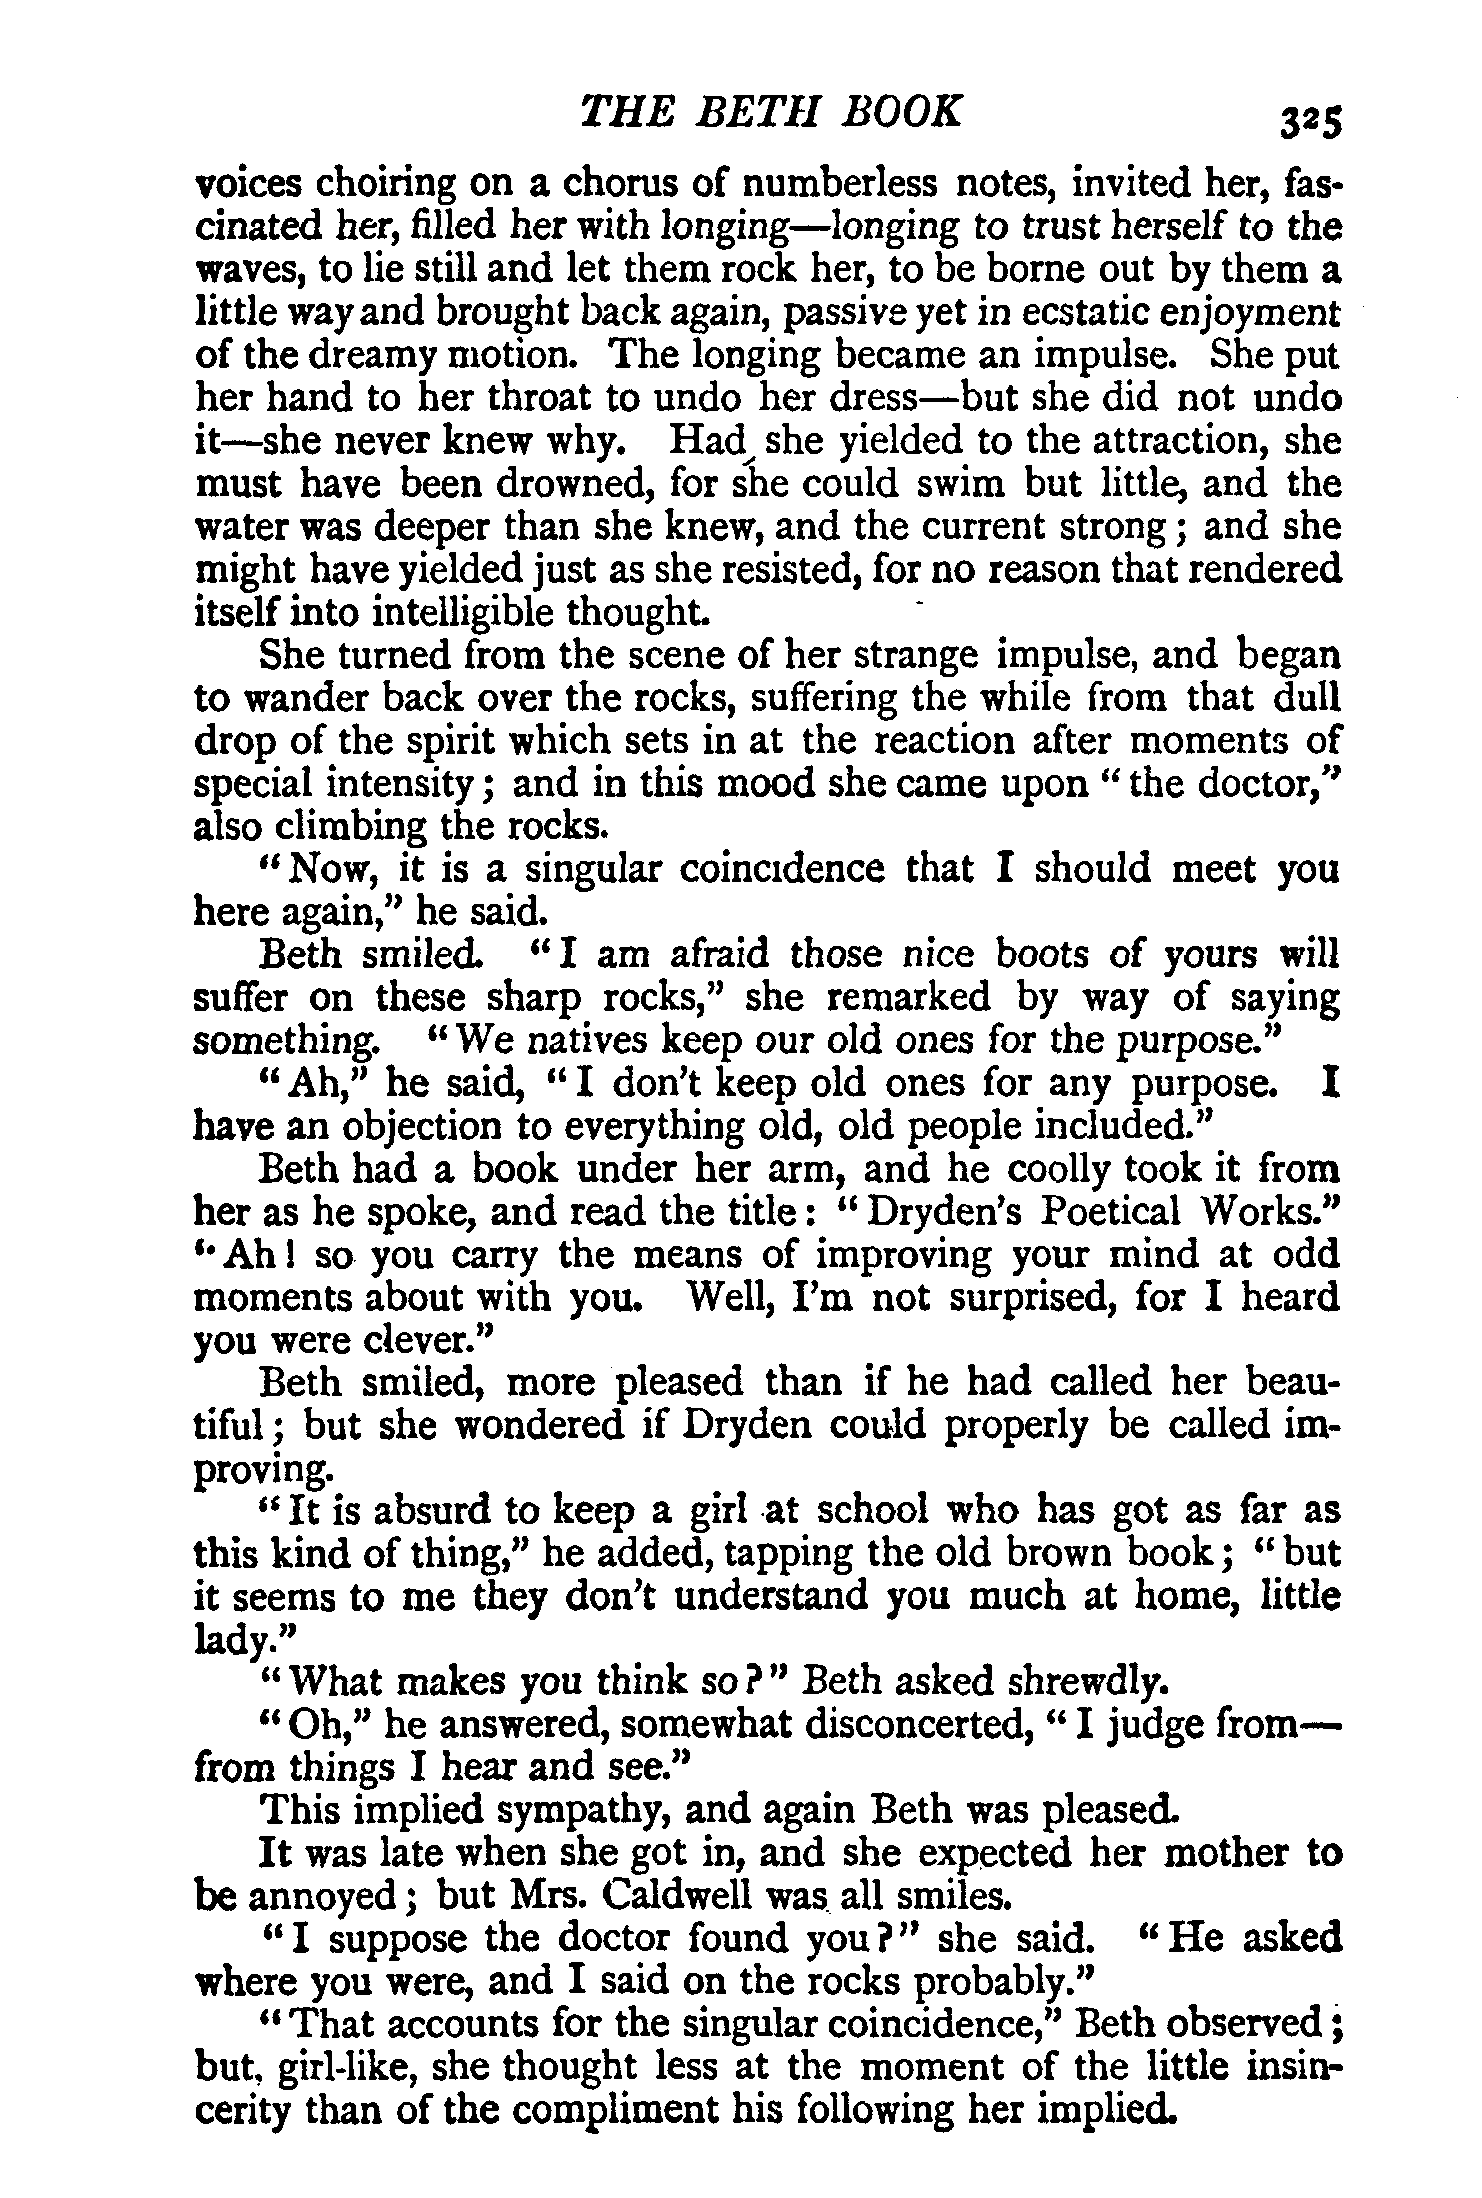 THE BETH BOOK 325
voices choiring on a chorus of numberless notes, invited her, fas-
cinated her, filled her with longing—longing to trust herself to the
waves, to lie still and let them rock her, to be borne out by them a
little way and brought back again, passive yet in ecstatic enjoyment
of the dreamy motion. The longing became an impulse. She put
her hand to her throat to undo her dress—but she did not undo
it—she never knew why. Had she yielded to the attraction, she
must have been drowned, for she could swim but little, and the
water was deeper than she knew, and the current strong; and she
might have yielded just as she resisted, for no reason that rendered
itself into intelligible thought.
She turned from the scene of her strange impulse, and began
to wander back over the rocks, suffering the while from that dull
drop of the spirit which sets in at the reaction after moments of
special intensity; and in this mood she came upon "the doctor,"
also climbing the rocks.
"Now, it is a singular coincidence that I should meet you
here again," he said.
Beth smiled. "I am afraid those nice boots of yours will
suffer on these sharp rocks," she remarked by way of saying
something. "We natives keep our old ones for the purpose."
"Ah," he said, "I don't keep old ones for any purpose. I
have an objection to everything old, old people included."
Beth had a book under her arm, and he coolly took it from
her as he spoke, and read the title: "Dryden's Poetical Works."
"Ah! so you carry the means of improving your mind at odd
moments about with you. Well, I'm not surprised, for I heard
you were clever."
Beth smiled, more pleased than if he had called her beau-
tiful; but she wondered if Dryden could properly be called im-
proving.
"It is absurd to keep a girl at school who has got as far as
this kind of thing," he added, tapping the old brown book; "but
it seems to me they don't understand you much at home, little
lady."
"What makes you think so?" Beth asked shrewdly.
"Oh," he answered, somewhat disconcerted, "I judge from—
from things I hear and see."
This implied sympathy, and again Beth was pleased.
It was late when she got in, and she expected her mother to
be annoyed; but Mrs. Caldwell was all smiles.
"I suppose the doctor found you?" she said. "He asked
where you were, and I said on the rocks probably."
"That accounts for the singular coincidence," Beth observed;
but, girl-like, she thought less at the moment of the little insin-
cerity than of the compliment his following her implied.